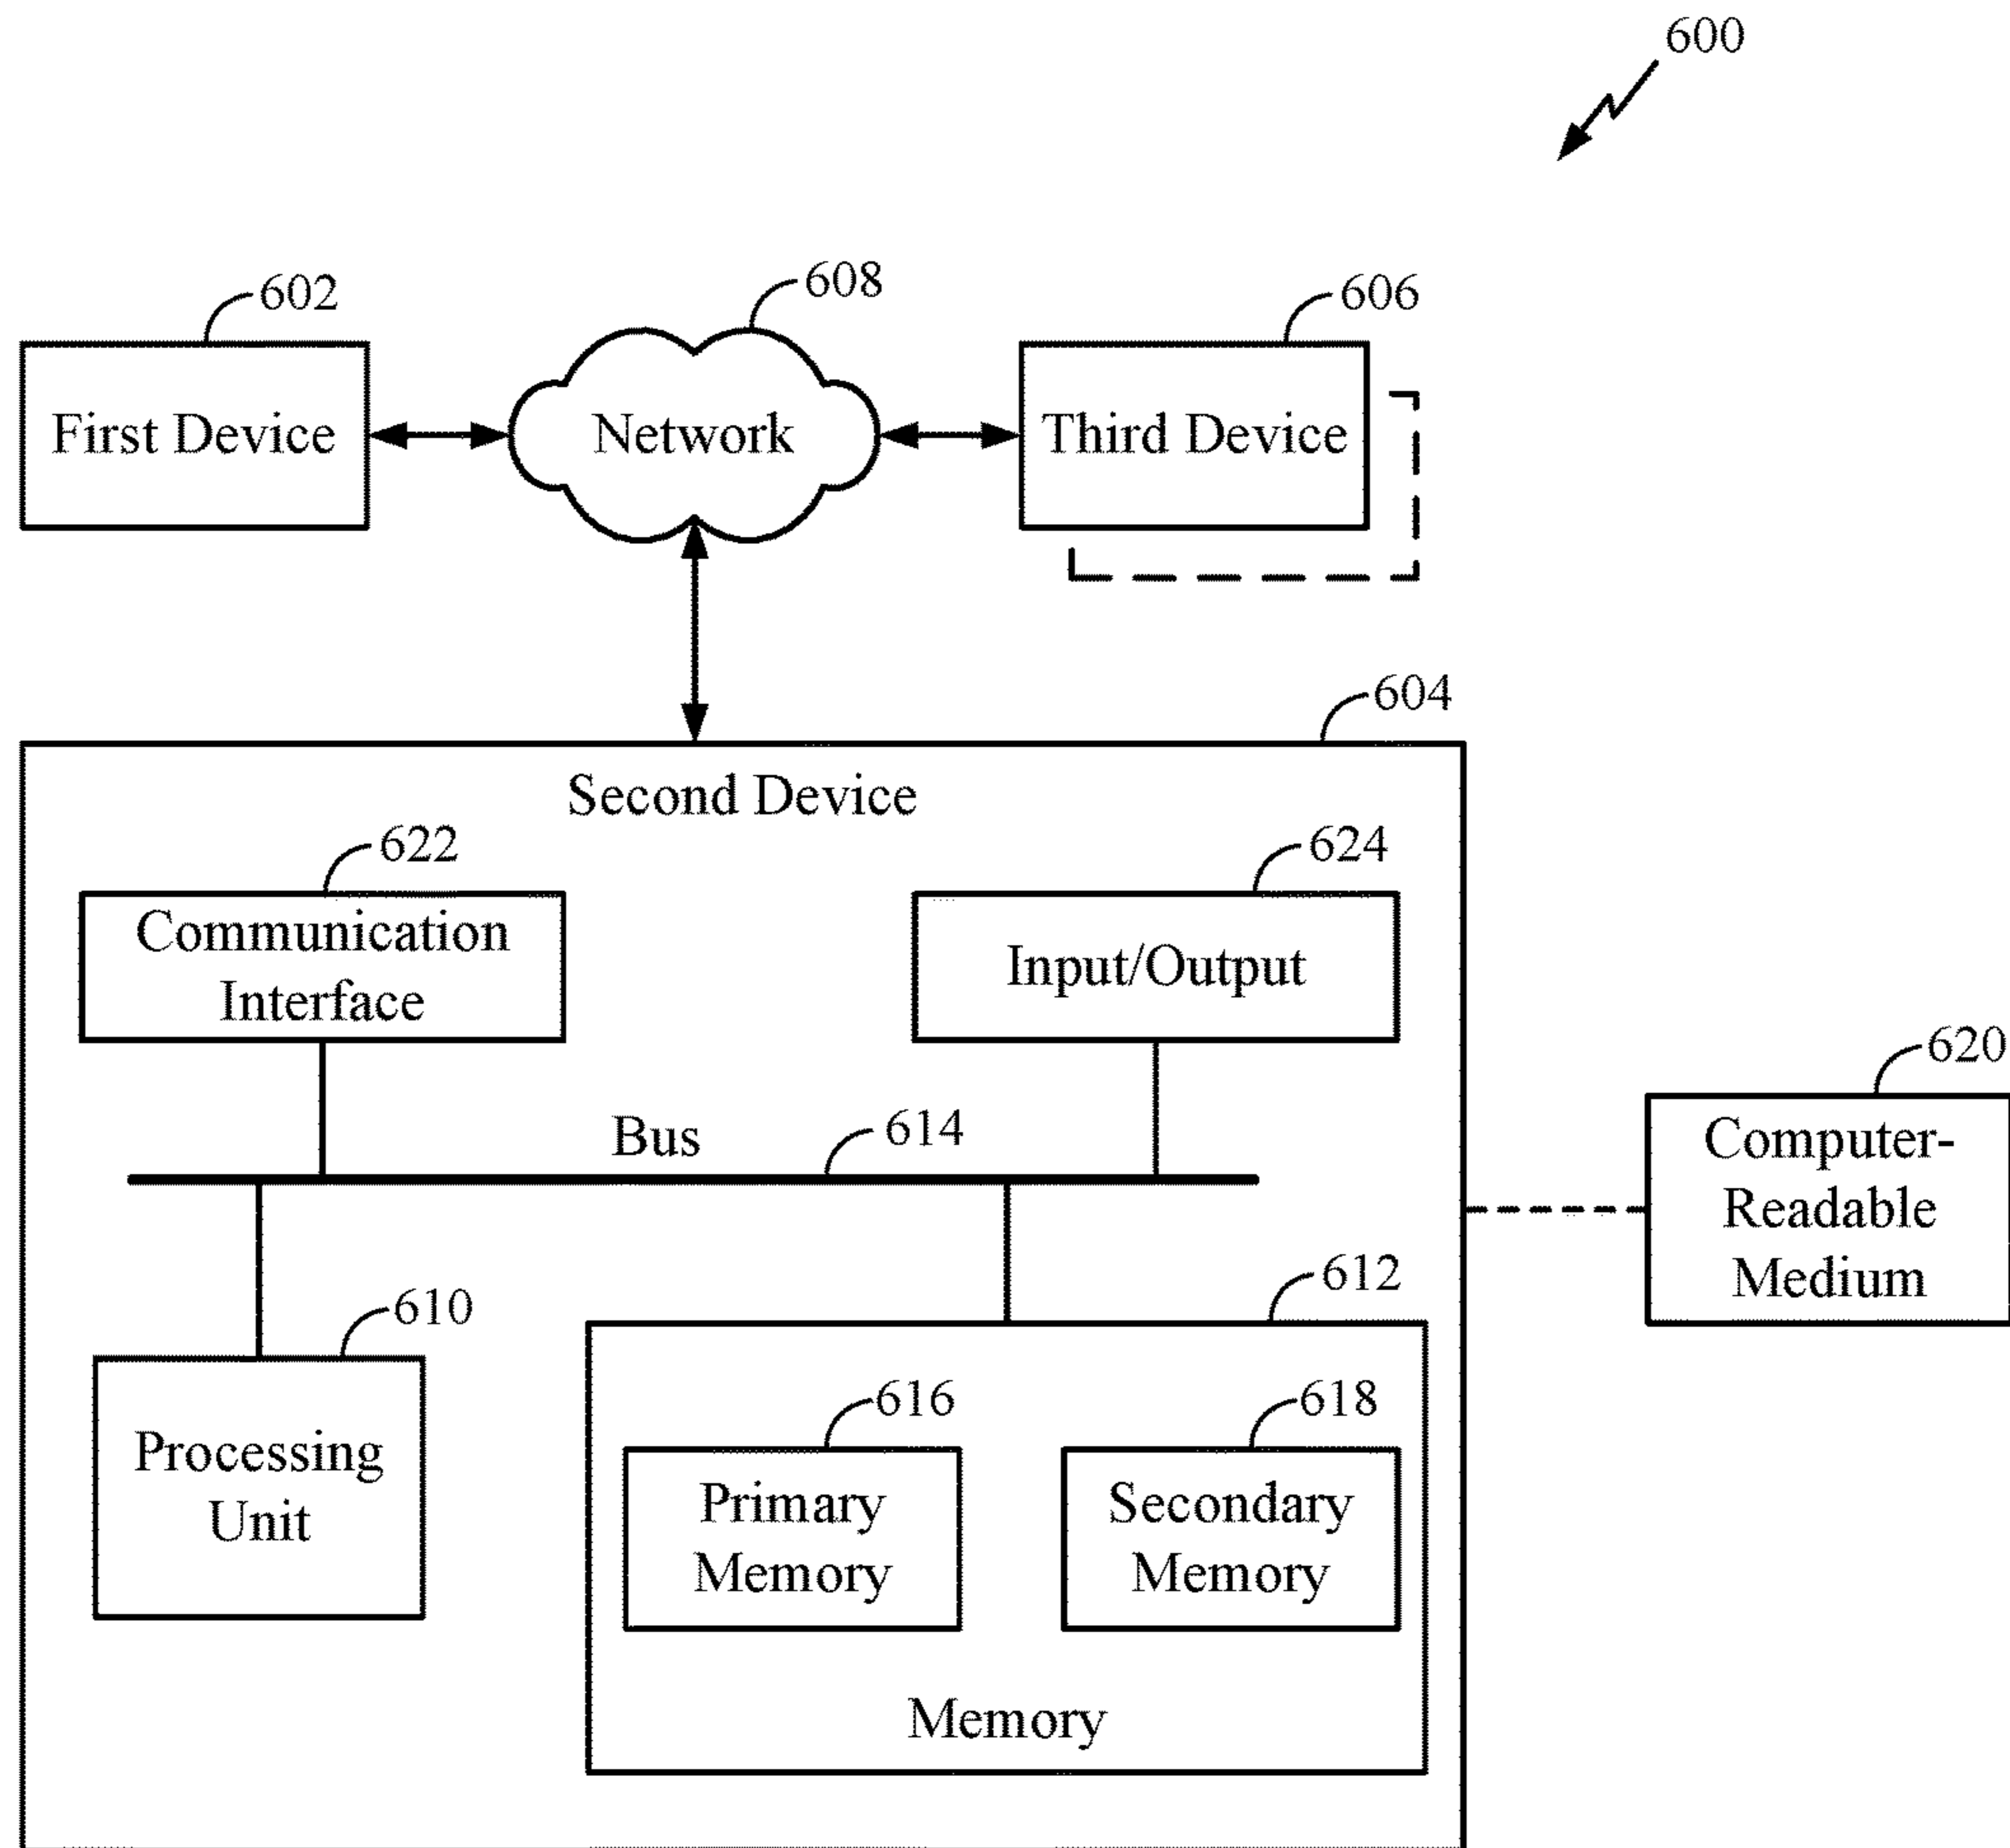 600
602
608
606
First Device
Network
Third Device
604
Second Device
622
624
Communication
Interface
Input/Output
620
Computer-
Readable
Medium
Bus
614
612
610
616
618
Processing
Unit
Primary
Memory
Secondary
Memory
Memory